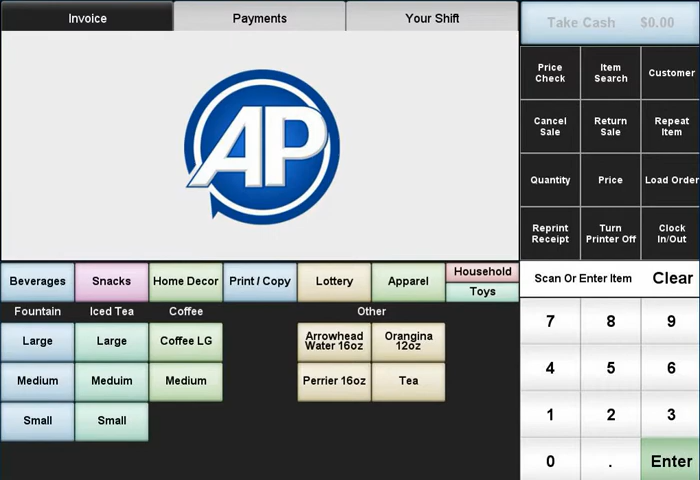 Invoice
Payments
Your Shift
Take Cash $0.00
Price Check
Item Search
Customer
Cancel Sale
Return Sale
Repeat Item
Quantity
Price
Load Order
Reprint Receipt
Turn Printer Off
Clock In/Out
AP
Beverages
Snacks
Home Decor
Print / Copy
Lottery
Apparel
Household
Toys
Scan Or Enter Item
Clear
Fountain
Iced Tea
Coffee
Other
Large
Large
Coffee LG
Arrowhead Water 16oz
Orangina 12oz
Medium
Meduim
Medium
Perrier 16oz
Tea
Small
Small
7 8 9
4 5 6
1 2 3
0 . Enter